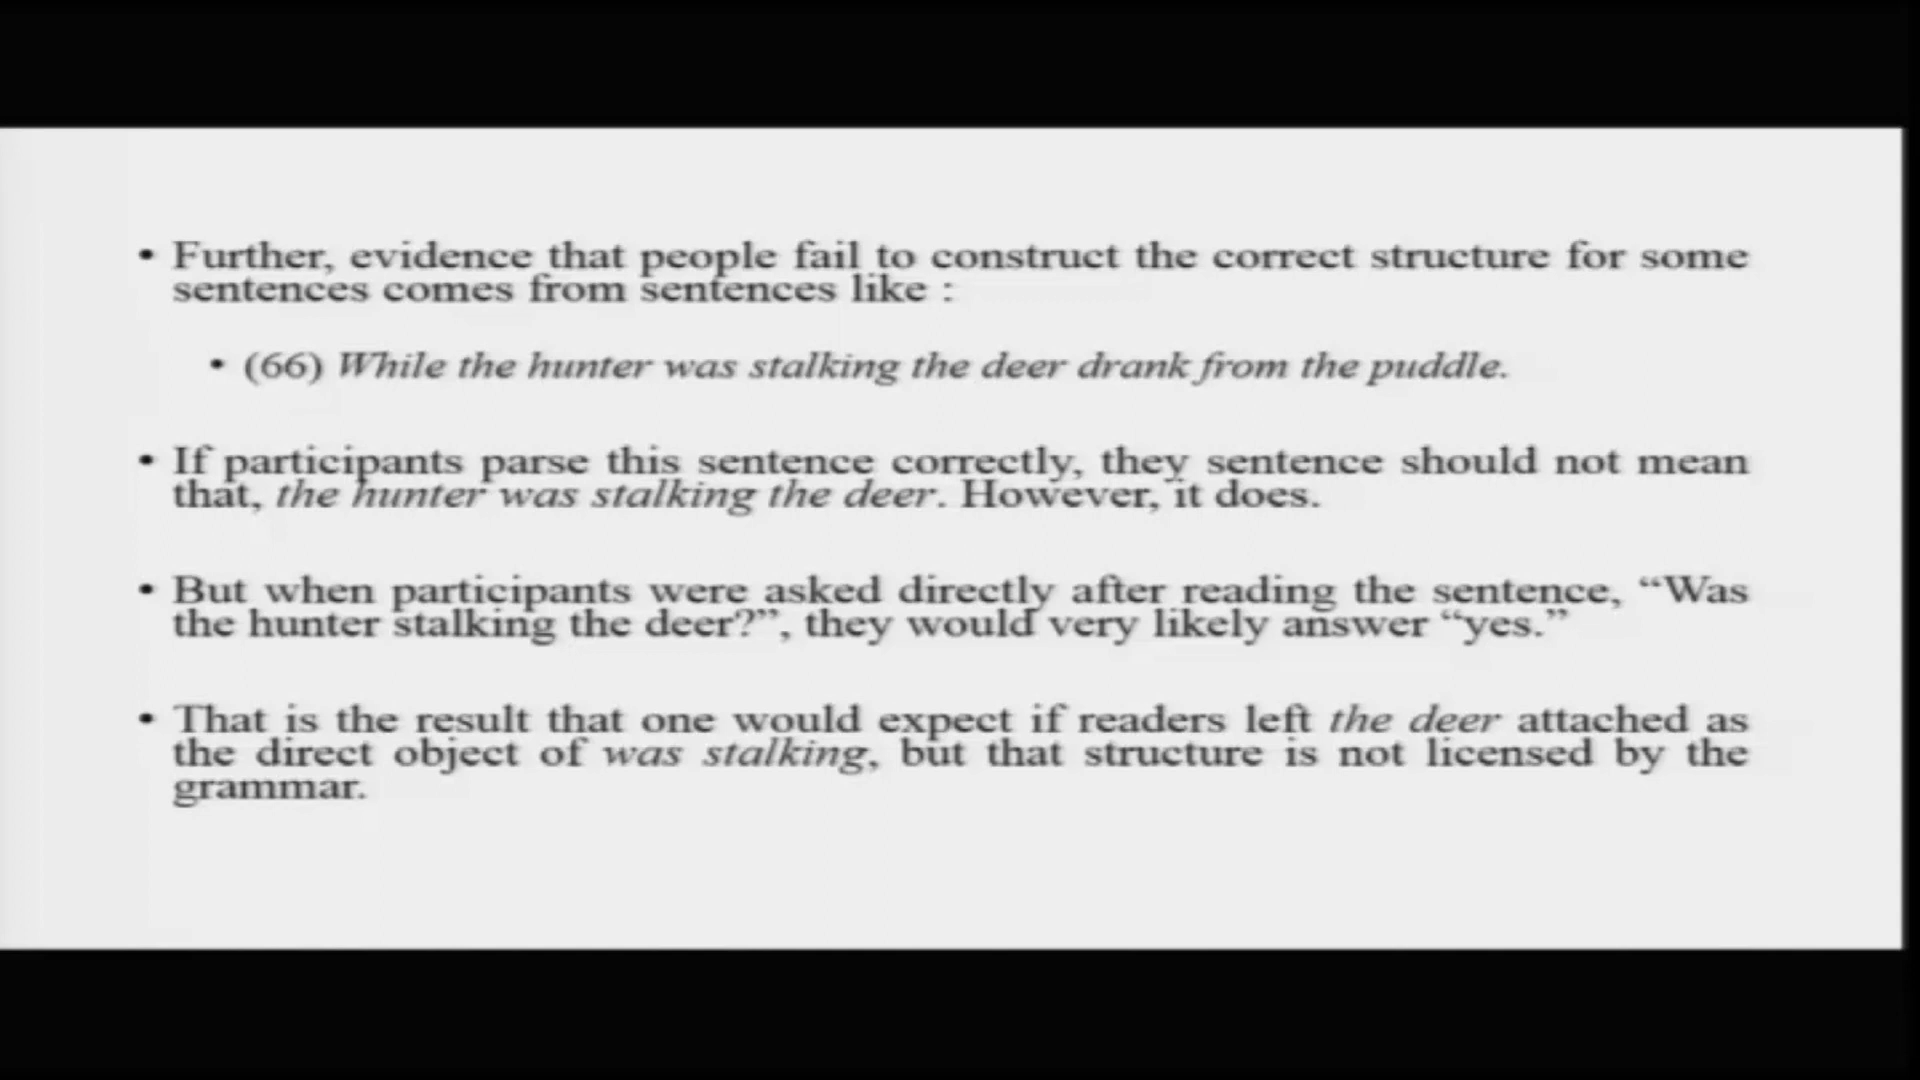 • Further, evidence that people fail to construct the correct structure for some
sentences comes from sentences like :
• (66) While the hunter was stalking the deer drank from the puddle.
• If participants parse this sentence correctly, they sentence should not mean
that, the hunter was stalking the deer. However, it does.
• But when participants were asked directly after reading the sentence, “Was
the hunter stalking the deer?”, they would very likely answer “yes.”
• That is the result that one would expect if readers left the deer attached as
the direct object of was stalking, but that structure is not licensed by the
grammar.